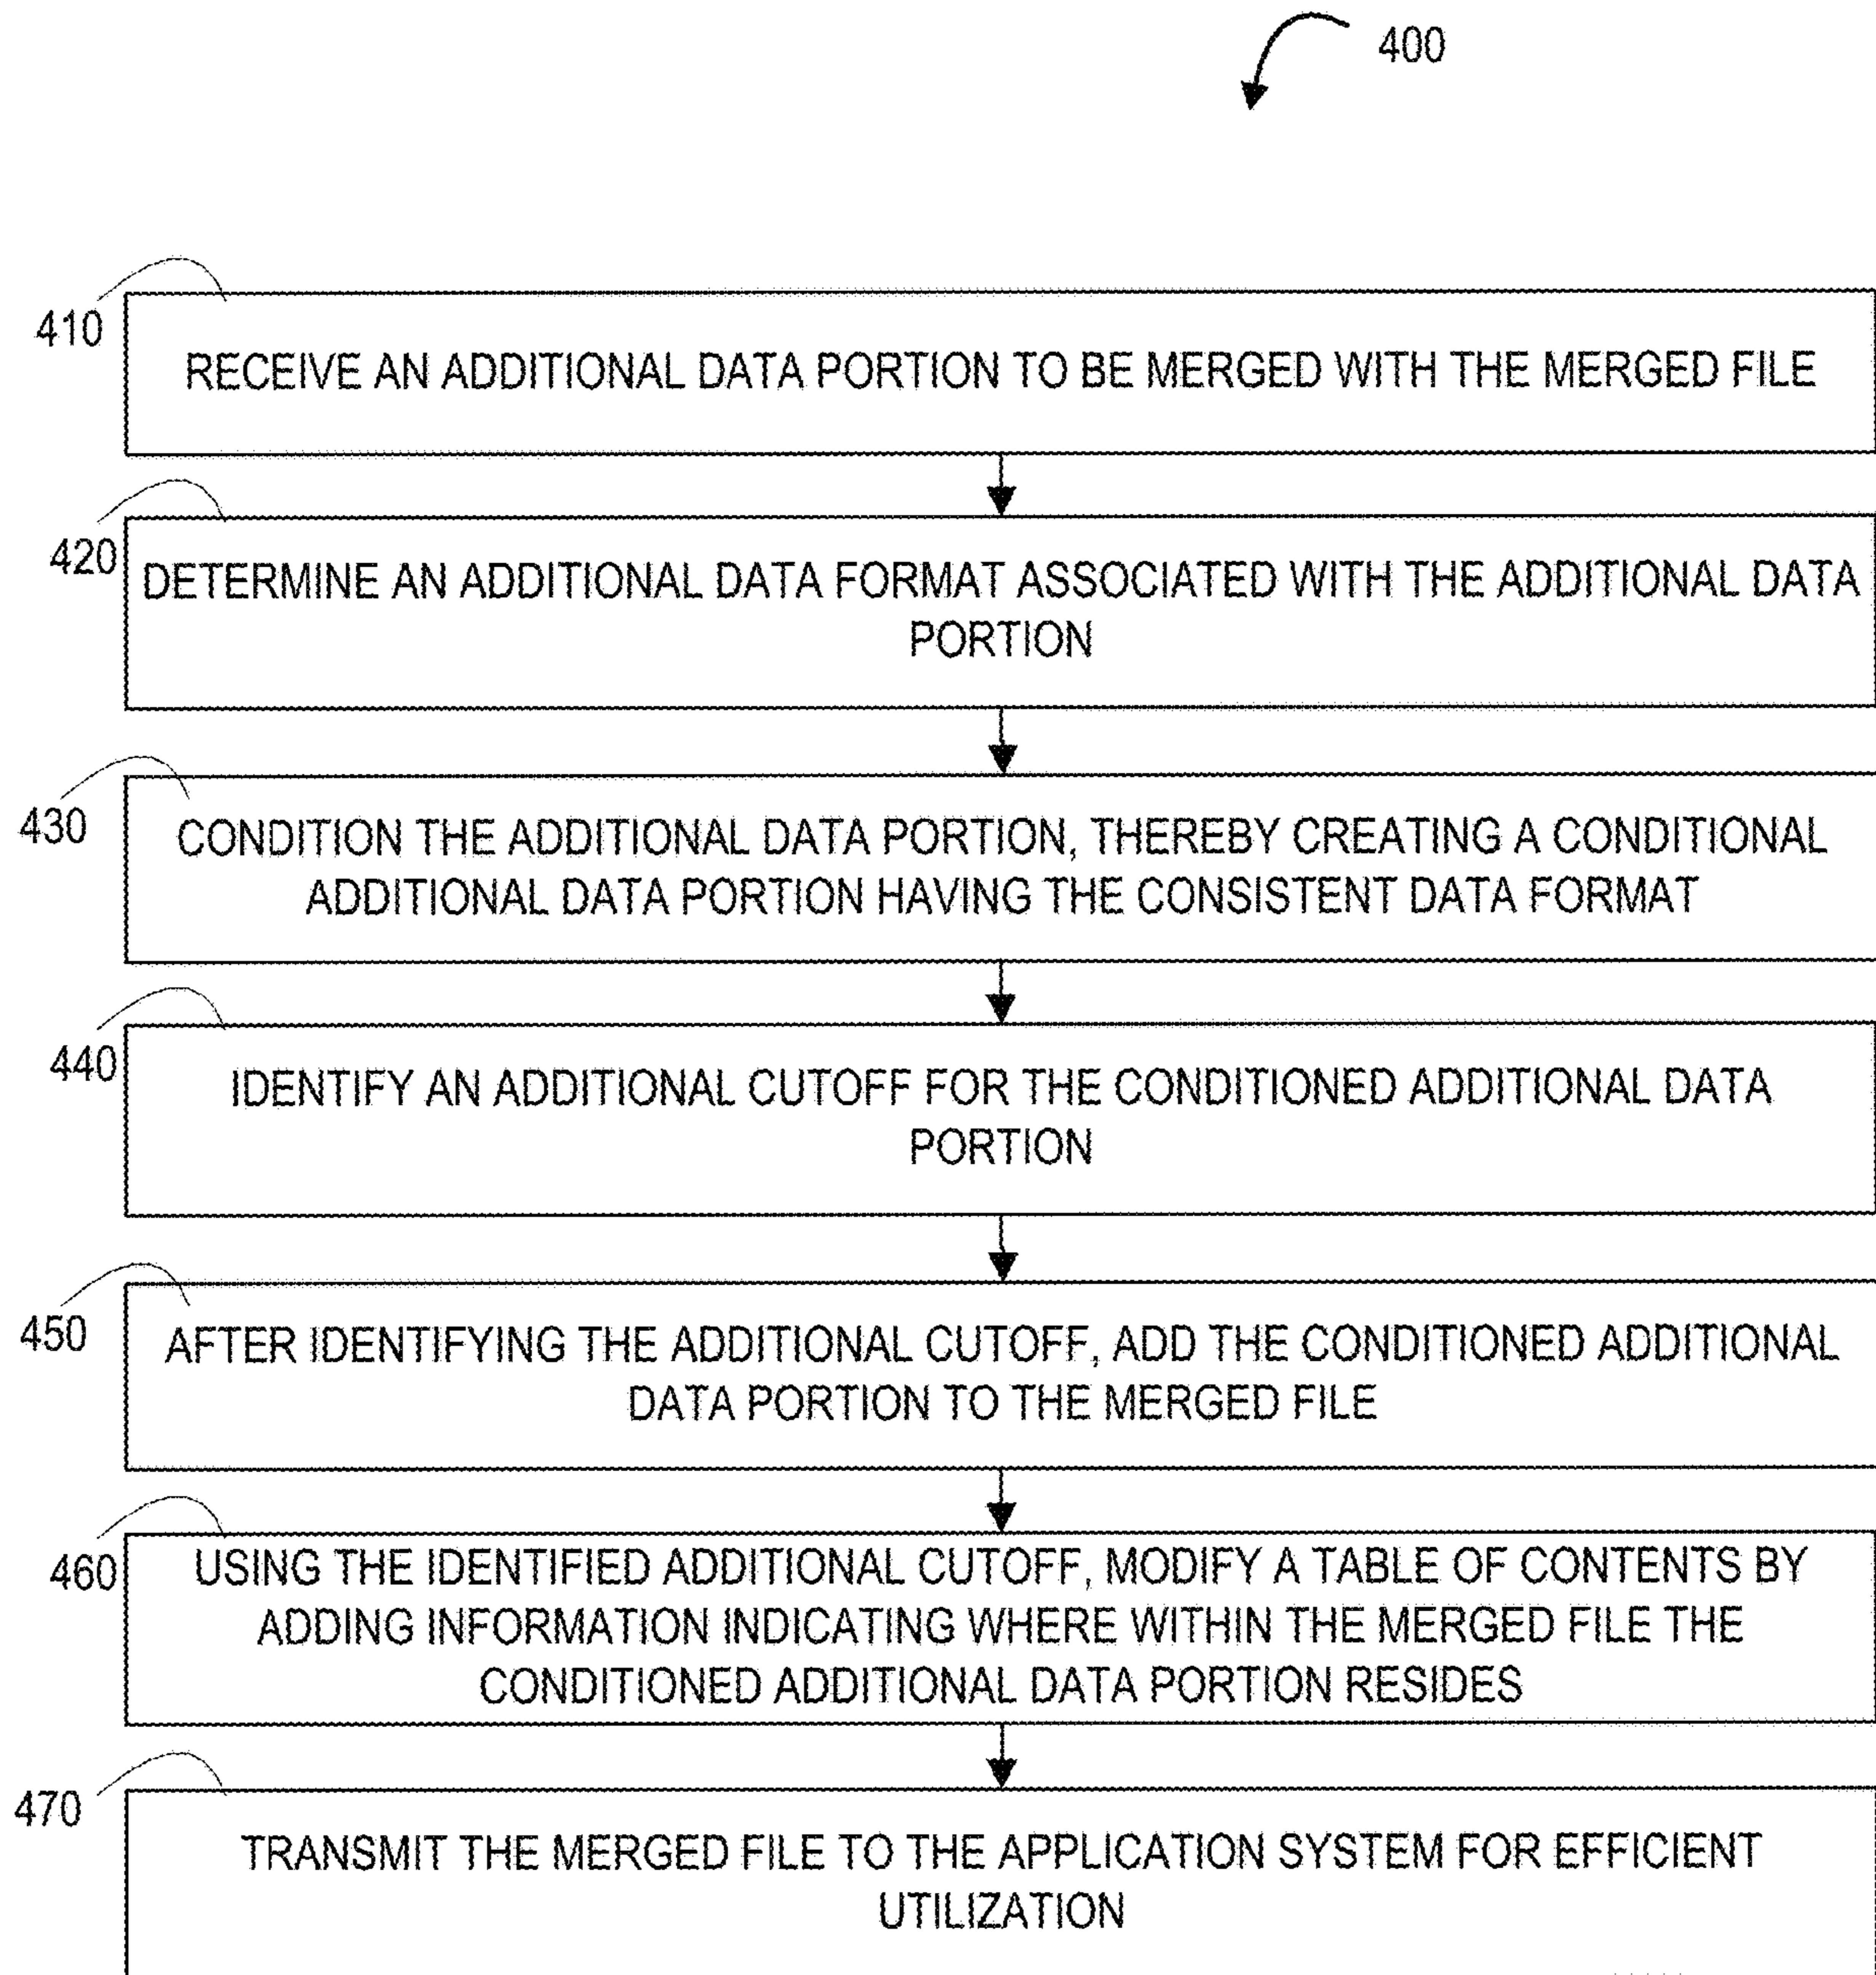 400
410
RECEIVE AN ADDITIONAL DATA PORTION TO BE MERGED WITH THE MERGED FILE
420
DETERMINE AN ADDITIONAL DATA FORMAT ASSOCIATED WITH THE ADDITIONAL DATA
PORTION
430
CONDITION THE ADDITIONAL DATA PORTION, THEREBY CREATING A CONDITIONAL
ADDITIONAL DATA PORTION HAVING THE CONSISTENT DATA FORMAT
440
IDENTIFY AN ADDITIONAL CUTOFF FOR THE CONDITIONED ADDITIONAL DATA
PORTION
450
AFTER IDENTIFYING THE ADDITIONAL CUTOFF, ADD THE CONDITIONED ADDITIONAL
DATA PORTION TO THE MERGED FILE
460
USING THE IDENTIFIED ADDITIONAL CUTOFF, MODIFY A TABLE OF CONTENTS BY
ADDING INFORMATION INDICATING WHERE WITHIN THE MERGED FILE THE
CONDITIONED ADDITIONAL DATA PORTION RESIDES
470
TRANSMIT THE MERGED FILE TO THE APPLICATION SYSTEM FOR EFFICIENT
UTILIZATION